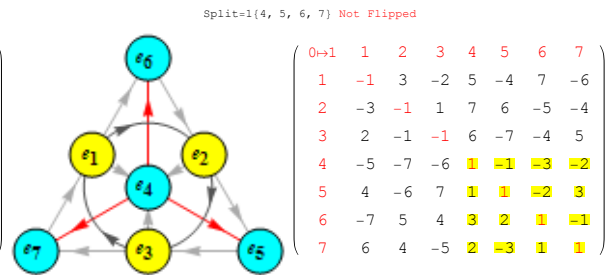 Split=1{4, 5, 6, 7} Not Flipped
e6
e1 e2
e4
e7 e3 e5
0↦1 1 2 3 4 5 6 7
1 -1 3 -2 5 -4 7 -6
2 -3 -1 1 7 6 -5 -4
3 2 -1 -1 6 -7 -4 5
4 -5 -7 -6 1 -1 -3 -2
5 4 -6 7 1 1 -2 3
6 -7 5 4 3 2 1 -1
7 6 4 -5 2 -3 1 1